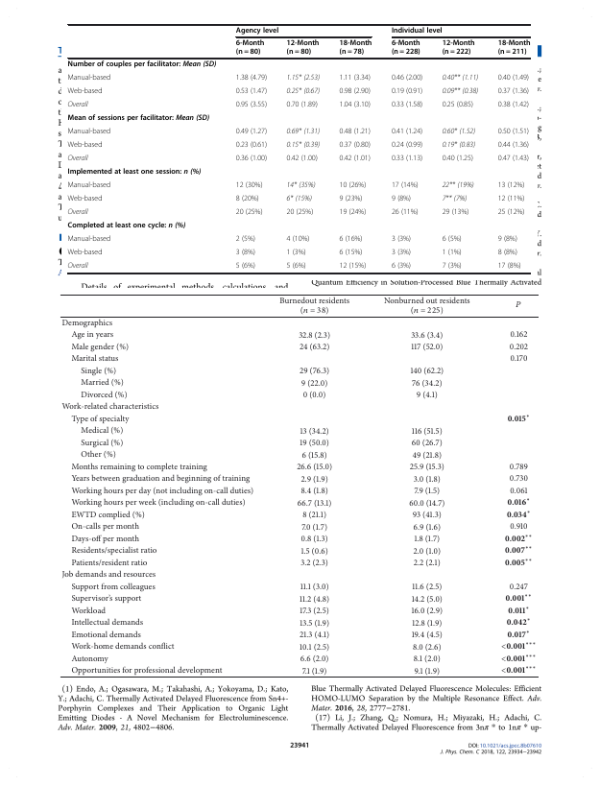 Agency level Individual level
6-Month 12-Month 18-Month 6-Month 12-Month 18-Month
(n = 80) (n = 80) (n = 78) (n = 228) (n = 222) (n = 211)
Number of couples per facilitator: Mean (SD)
Manual-based 1.38 (4.79) 1.15* (2.53) 1.11 (3.34) 0.46 (2.00) 0.40** (1.11) 0.40 (1.49)
Web-based 0.53 (1.47) 0.25* (0.67) 0.98 (2.90) 0.19 (0.91) 0.09** (0.38) 0.37 (1.36)
Overall 0.95 (3.55) 0.70 (1.89) 1.04 (3.10) 0.33 (1.58) 0.25 (0.85) 0.38 (1.42)
Mean of sessions per facilitator: Mean (SD)
Manual-based 0.49 (1.27) 0.69* (1.31) 0.48 (1.21) 0.41 (1.24) 0.60* (1.52) 0.50 (1.51)
Web-based 0.23 (0.61) 0.15* (0.39) 0.37 (0.80) 0.24 (0.99) 0.19* (0.83) 0.44 (1.36)
Overall 0.36 (1.00) 0.42 (1.00) 0.42 (1.01) 0.33 (1.13) 0.40 (1.25) 0.47 (1.43)
Implemented at least one session: n (%)
Manual-based 12 (30%) 14* (35%) 10 (26%) 17 (14%) 22** (19%) 13 (12%)
Web-based 8 (20%) 6* (15%) 9 (23%) 9 (8%) 7** (7%) 12 (11%)
Overall 20 (25%) 20 (25%) 19 (24%) 26 (11%) 29 (13%) 25 (12%)
Completed at least one cycle: n (%)
Manual-based 2 (5%) 4 (10%) 6 (16%) 3 (3%) 6 (5%) 9 (8%)
Web-based 3 (8%) 1 (3%) 6 (15%) 3 (3%) 1 (1%) 8 (8%)
Overall 5 (6%) 5 (6%) 12 (15%) 6 (3%) 7 (3%) 17 (8%)
Details of experimental methods, calculations, and
Quantum Efficiency in Solution-Processed Blue Thermally Activated
Burnedout residents Nonburned out residents P
(n = 38) (n = 225)
Demographics
Age in years 32.8 (2.3) 33.6 (3.4) 0.162
Male gender (%) 24 (63.2) 117 (52.0) 0.202
Marital status 0.170
Single (%) 29 (76.3) 140 (62.2)
Married (%) 9 (22.0) 76 (34.2)
Divorced (%) 0 (0.0) 9 (4.1)
Work-related characteristics
Type of specialty 0.015*
Medical (%) 13 (34.2) 116 (51.5)
Surgical (%) 19 (50.0) 60 (26.7)
Other (%) 6 (15.8) 49 (21.8)
Months remaining to complete training 26.6 (15.0) 25.9 (15.3) 0.789
Years between graduation and beginning of training 2.9 (1.9) 3.0 (1.8) 0.730
Working hours per day (not including on-call duties) 8.4 (1.8) 7.9 (1.5) 0.061
Working hours per week (including on-call duties) 66.7 (13.1) 60.0 (14.7) 0.016*
EWTD complied (%) 8 (21.1) 93 (41.3) 0.034*
On-calls per month 7.0 (1.7) 6.9 (1.6) 0.910
Days-off per month 0.8 (1.3) 1.8 (1.7) 0.002**
Residents/specialist ratio 1.5 (0.6) 2.0 (1.0) 0.007**
Patients/resident ratio 3.2 (2.3) 2.2 (2.1) 0.005**
Job demands and resources
Support from colleagues 11.1 (3.0) 11.6 (2.5) 0.247
Supervisor's support 11.2 (4.8) 14.2 (5.0) 0.001**
Workload 17.3 (2.5) 16.0 (2.9) 0.011*
Intellectual demands 13.5 (1.9) 12.8 (1.9) 0.042*
Emotional demands 21.3 (4.1) 19.4 (4.5) 0.017*
Work-home demands conflict 10.1 (2.5) 8.0 (2.6) <0.001***
Autonomy 6.6 (2.0) 8.1 (2.0) <0.001***
Opportunities for professional development 7.1 (1.9) 9.1 (1.9) <0.001***
(1) Endo, A.; Ogasawara, M.; Takahashi, A.; Yokoyama, D.; Kato,
Y.; Adachi, C. Thermally Activated Delayed Fluorescence from Sn4+-
Porphyrin Complexes and Their Application to Organic Light
Emitting Diodes - A Novel Mechanism for Electroluminescence.
Adv. Mater. 2009, 21, 4802−4806.
Blue Thermally Activated Delayed Fluorescence Molecules: Efficient
HOMO-LUMO Separation by the Multiple Resonance Effect. Adv.
Mater. 2016, 28, 2777−2781.
(17) Li, J.; Zhang, Q.; Nomura, H.; Miyazaki, H.; Adachi, C.
Thermally Activated Delayed Fluorescence from 3nπ * to 1nπ * up-
23941
DOI: 10.1021/acs.jpcc.8b07610
J. Phys. Chem. C 2018, 122, 23934−23942